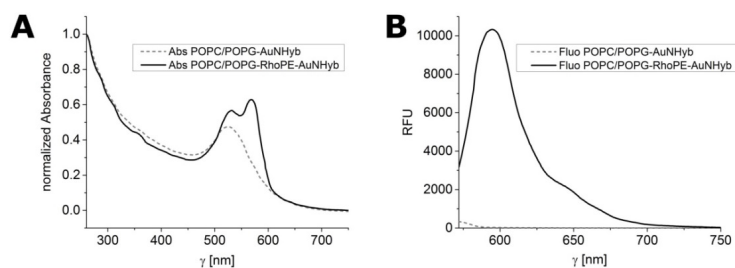 A
Abs POPC/POPG-AuNHyb
Abs POPC/POPG-RhoPE-AuNHyb
normalized Absorbance
1.0
0.8
0.6
0.4
0.2
0.0
300
400
500
600
700
γ [nm]
B
Fluo POPC/POPG-AuNHyb
Fluo POPC/POPG-RhoPE-AuNHyb
RFU
10000
8000
6000
4000
2000
0
600
650
700
750
γ [nm]